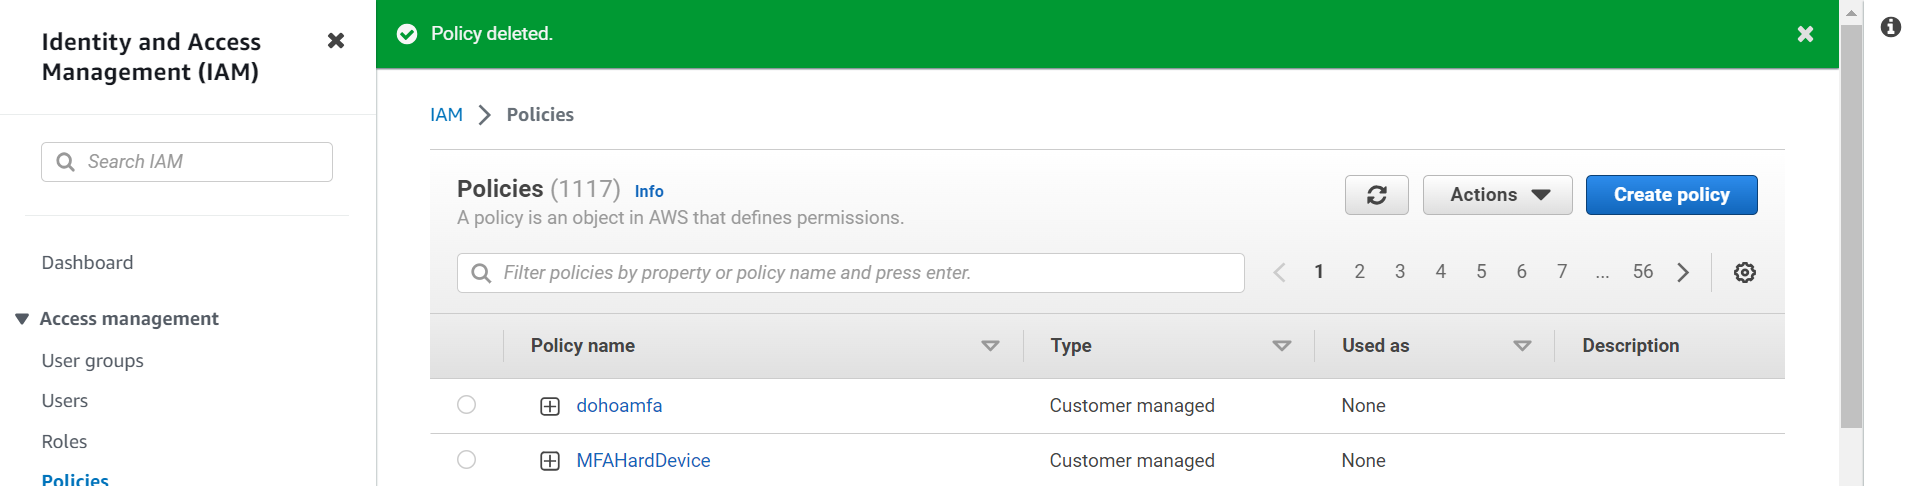 Identity and Access
Management (IAM)
Search IAM
Dashboard
Access management
User groups
Users
Roles
Policies
Policy deleted.
IAM > Policies
Policies (1117) Info
A policy is an object in AWS that defines permissions.
Actions
Create policy
Filter policies by property or policy name and press enter.
1 2 3 4 5 6 7 ... 56
Policy name Type Used as Description
dohoamfa Customer managed None
MFAHardDevice Customer managed None